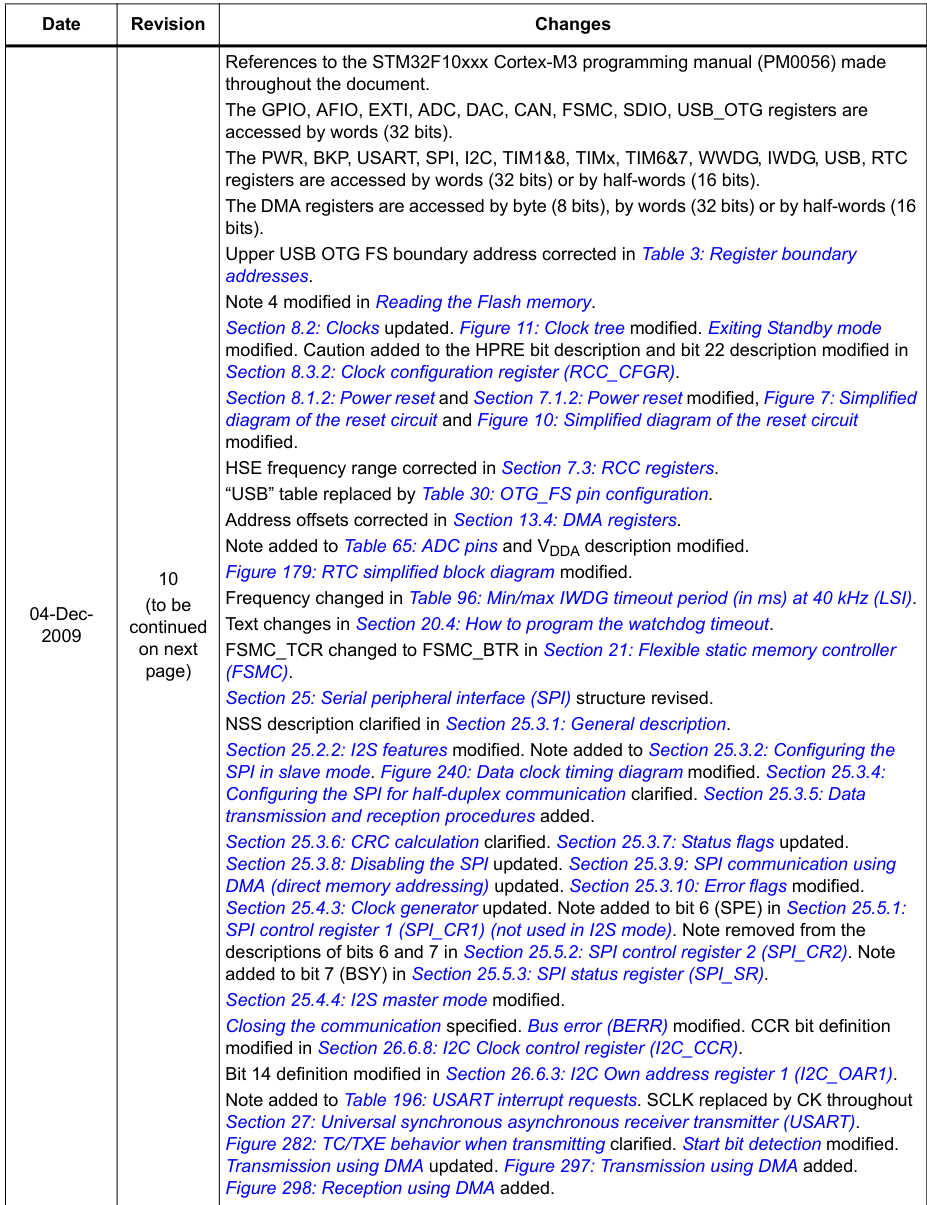 Date Revision Changes
References to the STM32F10xxx Cortex-M3 programming manual (PM0056) made
throughout the document.
The GPIO, AFIO, EXTI, ADC, DAC, CAN, FSMC, SDIO, USB_OTG registers are
accessed by words (32 bits).
The PWR, BKP, USART, SPI, I2C, TIM1&8, TIMx, TIM6&7, WWDG, IWDG, USB, RTC
registers are accessed by words (32 bits) or by half-words (16 bits).
The DMA registers are accessed by byte (8 bits), by words (32 bits) or by half-words (16
bits).
Upper USB OTG FS boundary address corrected in Table 3: Register boundary
addresses.
Note 4 modified in Reading the Flash memory.
Section 8.2: Clocks updated. Figure 11: Clock tree modified. Exiting Standby mode
modified. Caution added to the HPRE bit description and bit 22 description modified in
Section 8.3.2: Clock configuration register (RCC_CFGR).
Section 8.1.2: Power reset and Section 7.1.2: Power reset modified, Figure 7: Simplified
diagram of the reset circuit and Figure 10: Simplified diagram of the reset circuit
modified.
HSE frequency range corrected in Section 7.3: RCC registers.
“USB” table replaced by Table 30: OTG_FS pin configuration.
Address offsets corrected in Section 13.4: DMA registers.
Note added to Table 65: ADC pins and VDDA description modified.
Figure 179: RTC simplified block diagram modified.
Frequency changed in Table 96: Min/max IWDG timeout period (in ms) at 40 kHz (LSI).
Text changes in Section 20.4: How to program the watchdog timeout.
FSMC_TCR changed to FSMC_BTR in Section 21: Flexible static memory controller
(FSMC).
Section 25: Serial peripheral interface (SPI) structure revised.
NSS description clarified in Section 25.3.1: General description.
Section 25.2.2: I2S features modified. Note added to Section 25.3.2: Configuring the
SPI in slave mode. Figure 240: Data clock timing diagram modified. Section 25.3.4:
Configuring the SPI for half-duplex communication clarified. Section 25.3.5: Data
transmission and reception procedures added.
Section 25.3.6: CRC calculation clarified. Section 25.3.7: Status flags updated.
Section 25.3.8: Disabling the SPI updated. Section 25.3.9: SPI communication using
DMA (direct memory addressing) updated. Section 25.3.10: Error flags modified.
Section 25.4.3: Clock generator updated. Note added to bit 6 (SPE) in Section 25.5.1:
SPI control register 1 (SPI_CR1) (not used in I2S mode). Note removed from the
descriptions of bits 6 and 7 in Section 25.5.2: SPI control register 2 (SPI_CR2). Note
added to bit 7 (BSY) in Section 25.5.3: SPI status register (SPI_SR).
Section 25.4.4: I2S master mode modified.
Closing the communication specified. Bus error (BERR) modified. CCR bit definition
modified in Section 26.6.8: I2C Clock control register (I2C_CCR).
Bit 14 definition modified in Section 26.6.3: I2C Own address register 1 (I2C_OAR1).
Note added to Table 196: USART interrupt requests. SCLK replaced by CK throughout
Section 27: Universal synchronous asynchronous receiver transmitter (USART).
Figure 282: TC/TXE behavior when transmitting clarified. Start bit detection modified.
Transmission using DMA updated. Figure 297: Transmission using DMA added.
Figure 298: Reception using DMA added.
04-Dec-
2009
10
(to be
continued
on next
page)